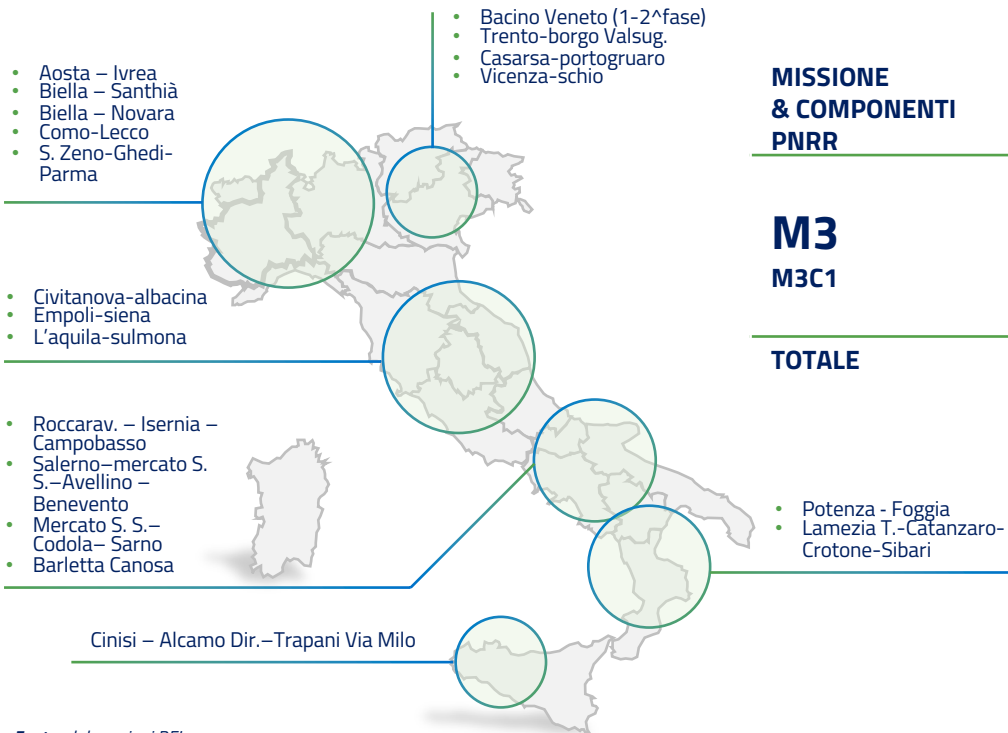 • Bacino Veneto (1-2^fase)
• Trento-borgo Valsug.
• Casarsa-portogruaro
• Vicenza-schio
• Aosta – Ivrea
• Biella – Santhià
• Biella – Novara
• Como-Lecco
• S. Zeno-Ghedi-
Parma
MISSIONE
& COMPONENTI
PNRR
M3
M3C1
TOTALE
• Civitanova-albacina
• Empoli-siena
• L'aquila-sulmona
• Roccarav. – Isernia –
Campobasso
• Salerno–mercato S.
S.–Avellino –
Benevento
• Mercato S. S.–
Codola– Sarno
• Barletta Canosa
• Potenza - Foggia
• Lamezia T.-Catanzaro-
Crotone-Sibari
Cinisi – Alcamo Dir.–Trapani Via Milo